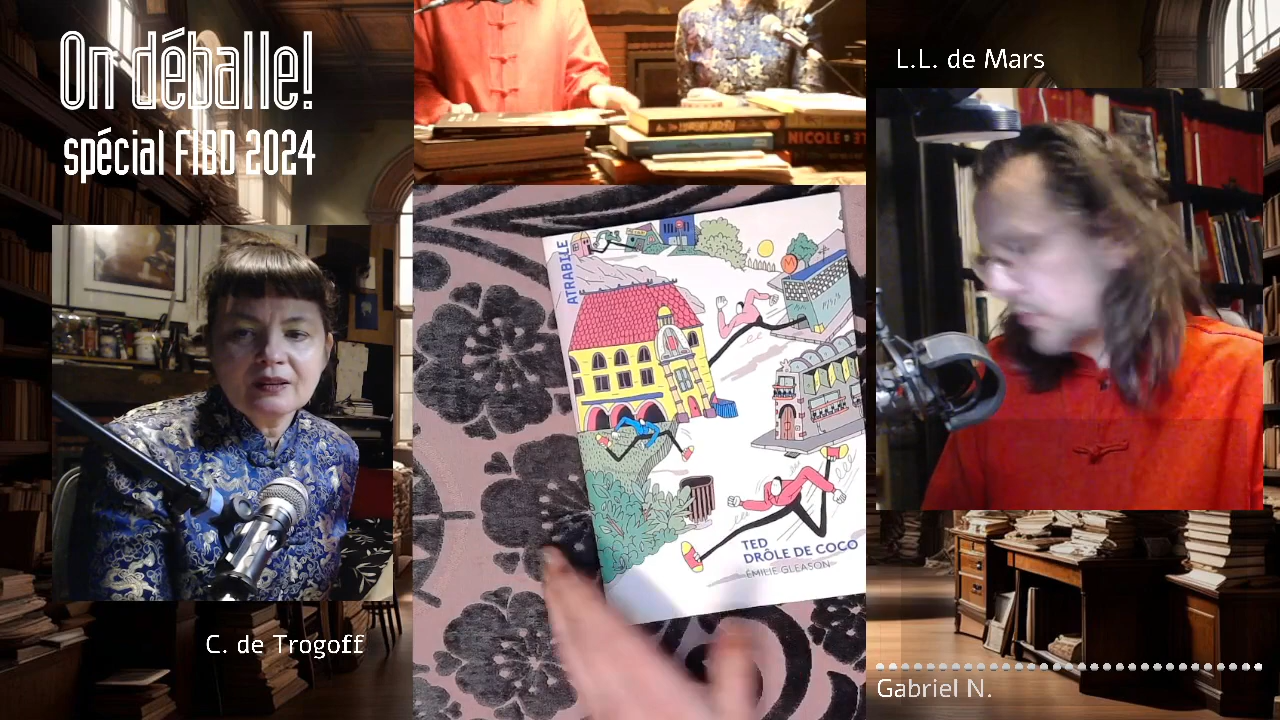 On déballe!
spécial FIBD 2024
C. de Trogoff
NICOLE
ATRABILE
TED
DRÔLE DE COCO
ÉMILIE GLEASON
L.L. de Mars
Gabriel N.